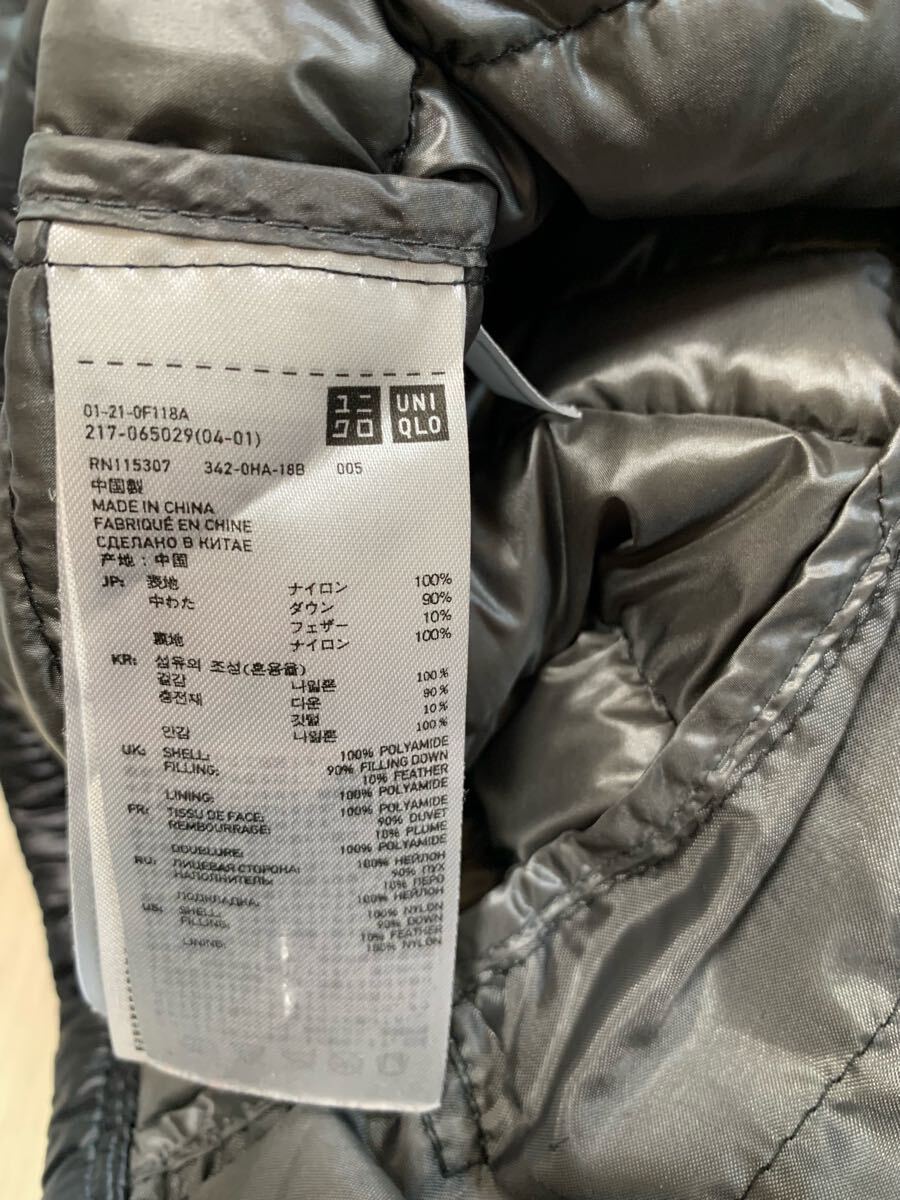 01-21-0F118A
217-065029(04-01)
ユニ
クロ
UNI
QLO
RN115307 342-0HA-18B 005
中国製
MADE IN CHINA
FABRIQUÉ EN CHINE
СДЕЛАНО В КИТАЕ
产地：中国
JP: 表地 ナイロン 100%
中わた ダウン 90%
フェザー 10%
裏地 ナイロン 100%
KR: 섬유의 조성(혼용율)
겉감 나일론 100%
충전재 다운 90%
깃털 10%
안감 나일론 100%
UK: SHELL: 100% POLYAMIDE
FILLING: 90% FILLING DOWN
10% FEATHER
LINING: 100% POLYAMIDE
FR: TISSU DE FACE: 100% POLYAMIDE
REMBOURRAGE: 90% DUVET
10% PLUME
DOUBLURE: 100% POLYAMIDE
RU: ЛИЦЕВАЯ СТОРОНА: 100% НЕЙЛОН
НАПОЛНИТЕЛЬ: 90% ПУХ
10% ПЕРО
ПОДКЛАДКА: 100% НЕЙЛОН
US: SHELL: 100% NYLON
FILLING: 90% DOWN
10% FEATHER
LINING: 100% NYLON